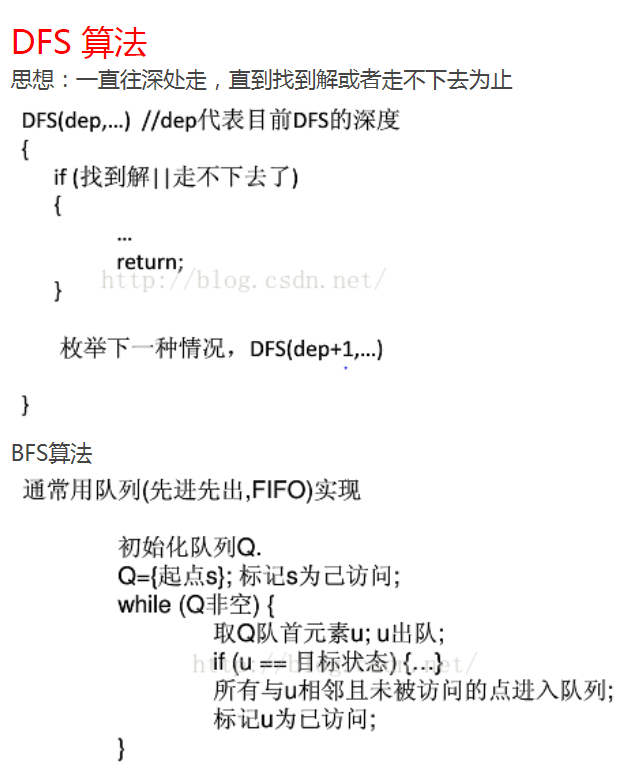 DFS 算法
思想：一直往深处走，直到找到解或者走不下去为止
DFS(dep,...) //dep代表目前DFS的深度
{
if (找到解||走不下去了)
{
...
return;
http://blog.csdn.net/
}
枚举下一种情况，DFS(dep+1,...)
}
BFS算法
通常用队列(先进先出,FIFO)实现
初始化队列Q.
Q={起点s}; 标记s为己访问;
while (Q非空) {
取Q队首元素u; u出队;
if (u == 目标状态) {...}
http://blog.csdn.net/
所有与u相邻且未被访问的点进入队列;
标记u为已访问;
}